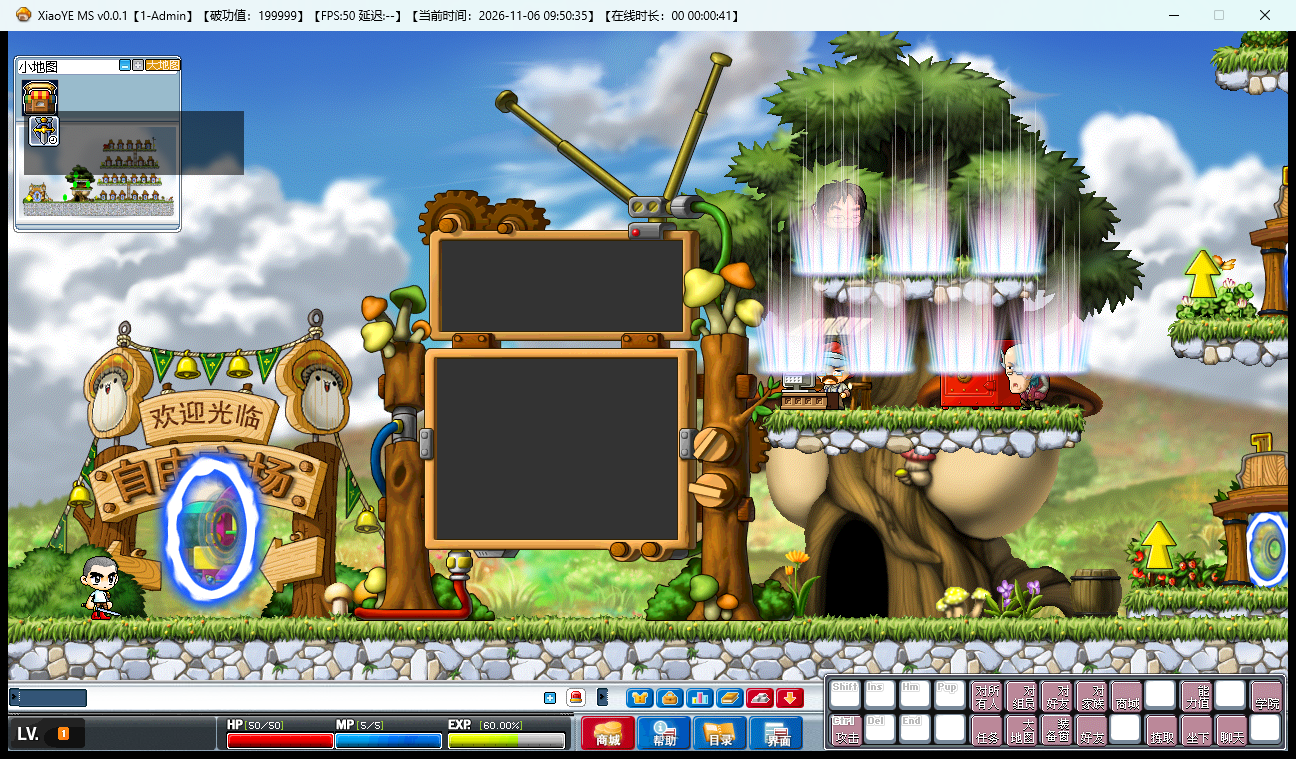 XiaoYE MS v0.0.1【1-Admin】【破功值：199999】【FPS:50 延迟:--】【当前时间：2026-11-06 09:50:35】【在线时长：00 00:00:41】
小地图
大地图
欢迎光临
自由市场
LV. 1
HP[50/50]
MP[5/5]
EXP. [60.00%]
商城
帮助
目录
界面
Shift
Ins
Hm
Pup
对所有人
对组员
对好友
对家族
商城
能力值
学院
Ctrl
攻击
Del
End
任务
大地图
装备窗
好友
拣取
坐下
聊天